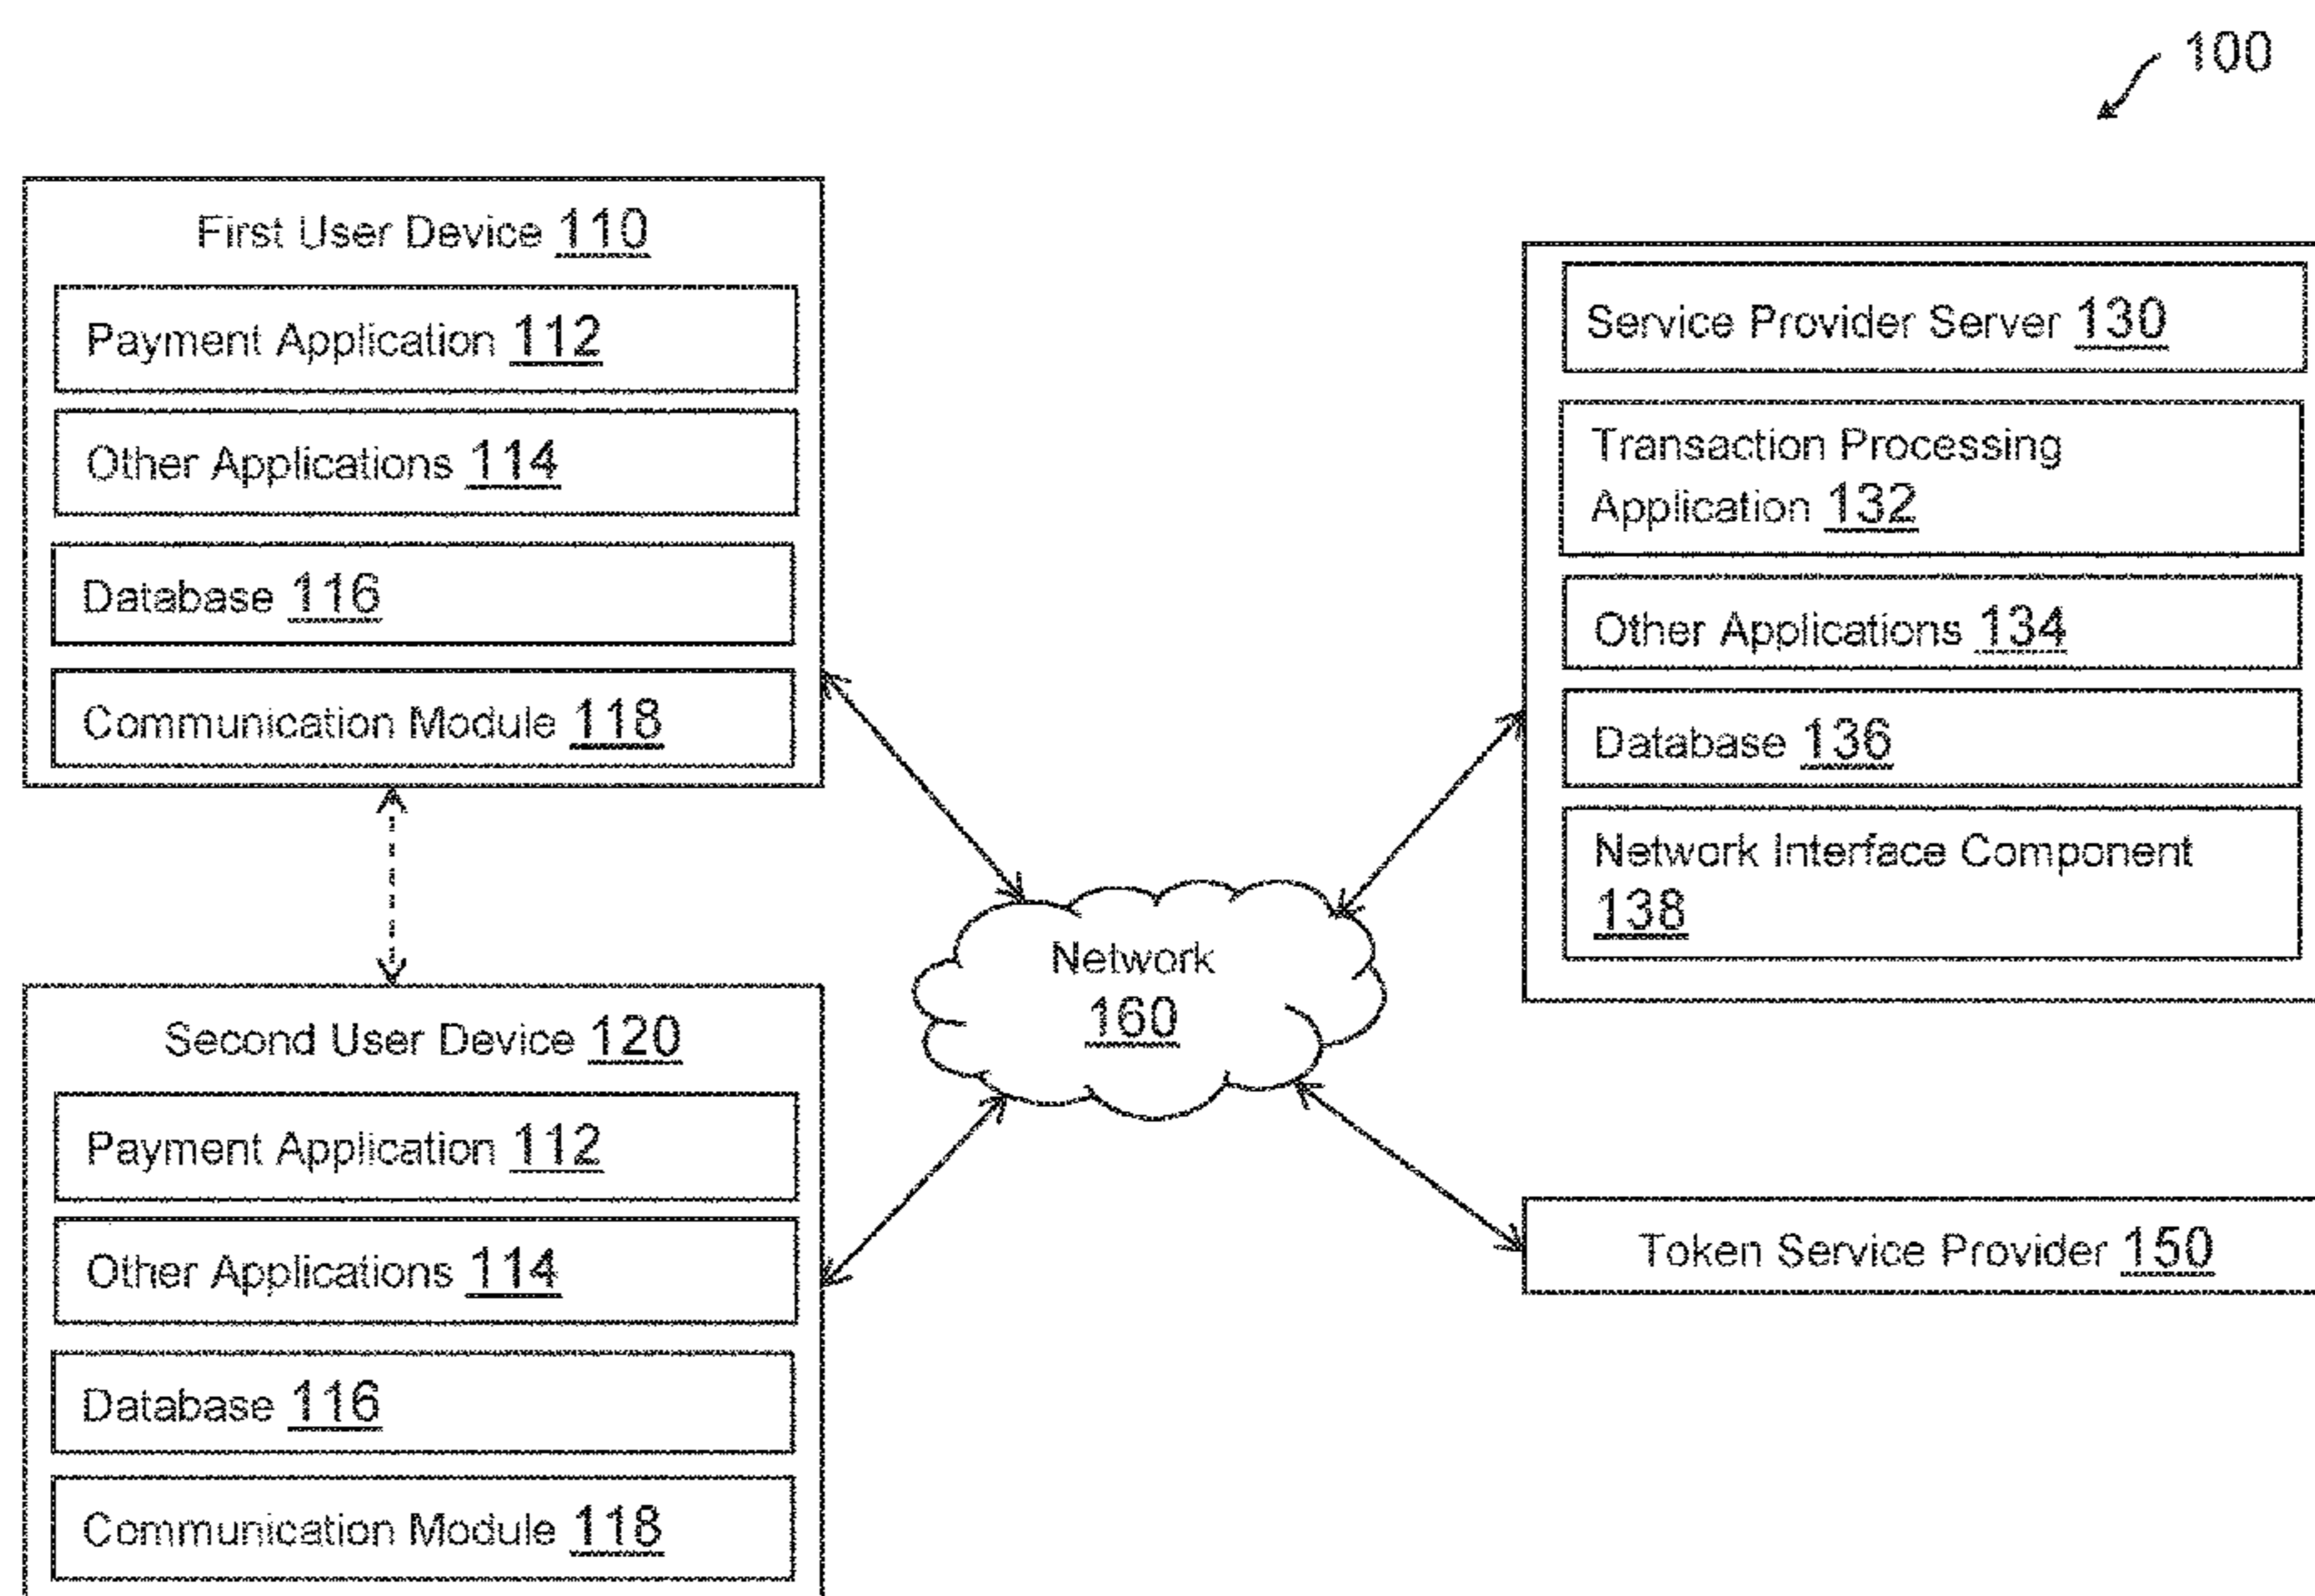 100
First User Device 110
Payment Application 112
Other Applications 114
Database 116
Communication Module 118
Service Provider Server 130
Transaction Processing
Application 132
Other Applications 134
Database 136
Network Interface Component
138
Network
160
Second User Device 120
Payment Application 112
Other Applications 114
Database 116
Communication Module 118
Token Service Provider 150